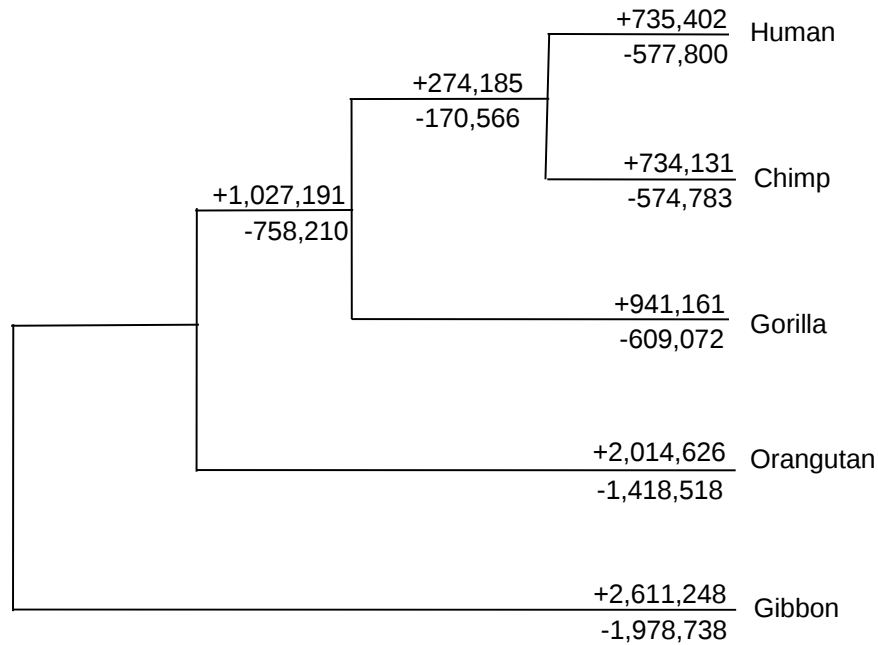 +735,402
Human
-577,800
+274,185
-170,566
+734,131
Chimp
-574,783
+1,027,191
-758,210
+941,161
Gorilla
-609,072
+2,014,626
Orangutan
-1,418,518
+2,611,248
Gibbon
-1,978,738